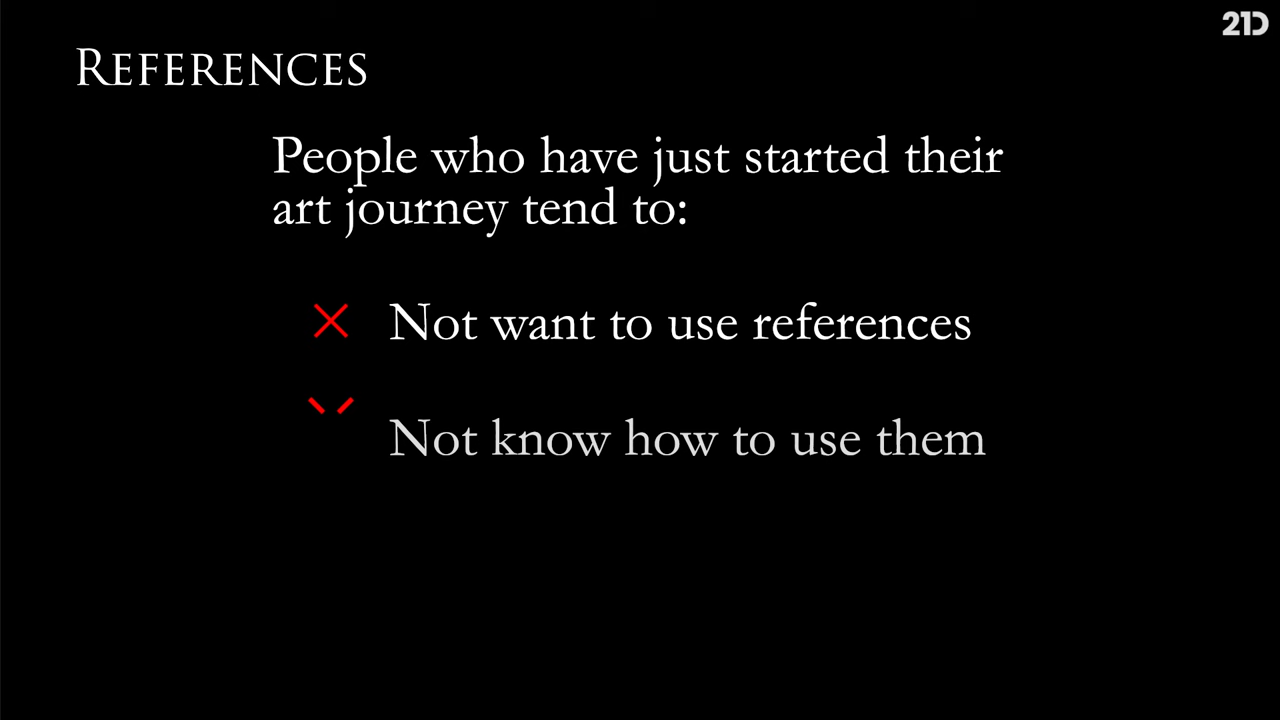 21D
REFERENCES
People who have just started their
art journey tend to:
Not want to use references
Not know how to use them